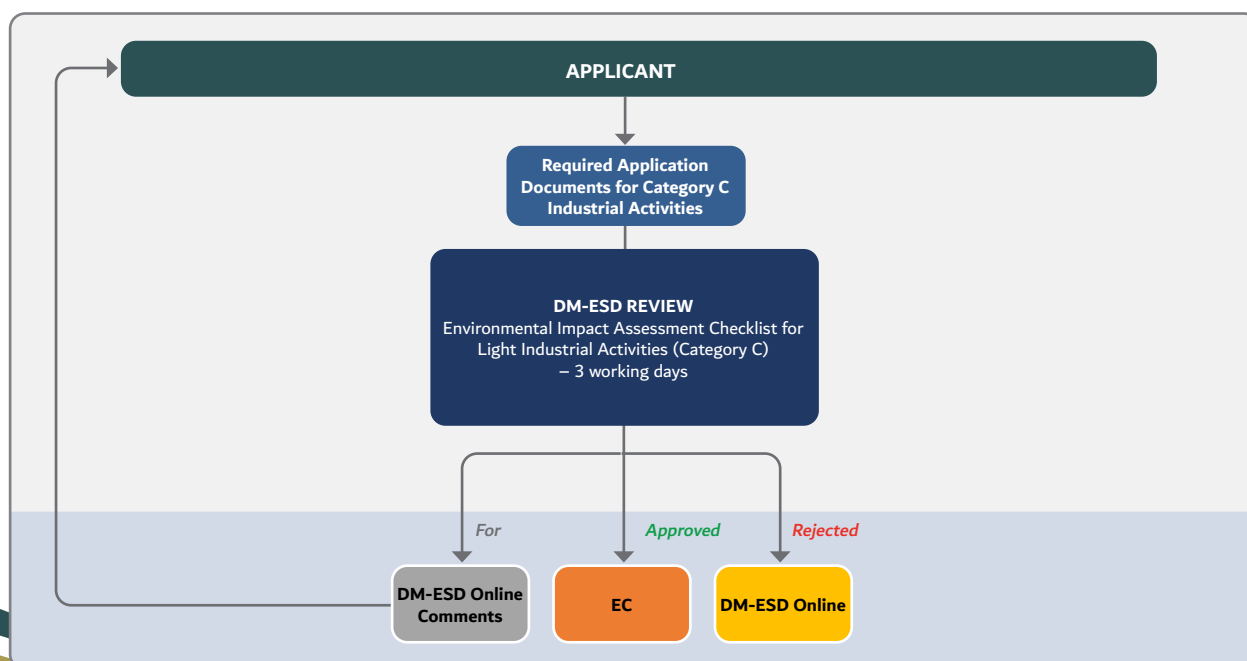 APPLICANT
Required Application
Documents for Category C
Industrial Activities
DM-ESD REVIEW
Environmental Impact Assessment Checklist for
Light Industrial Activities (Category C)
– 3 working days
For
Approved
Rejected
DM-ESD Online
Comments
EC
DM-ESD Online